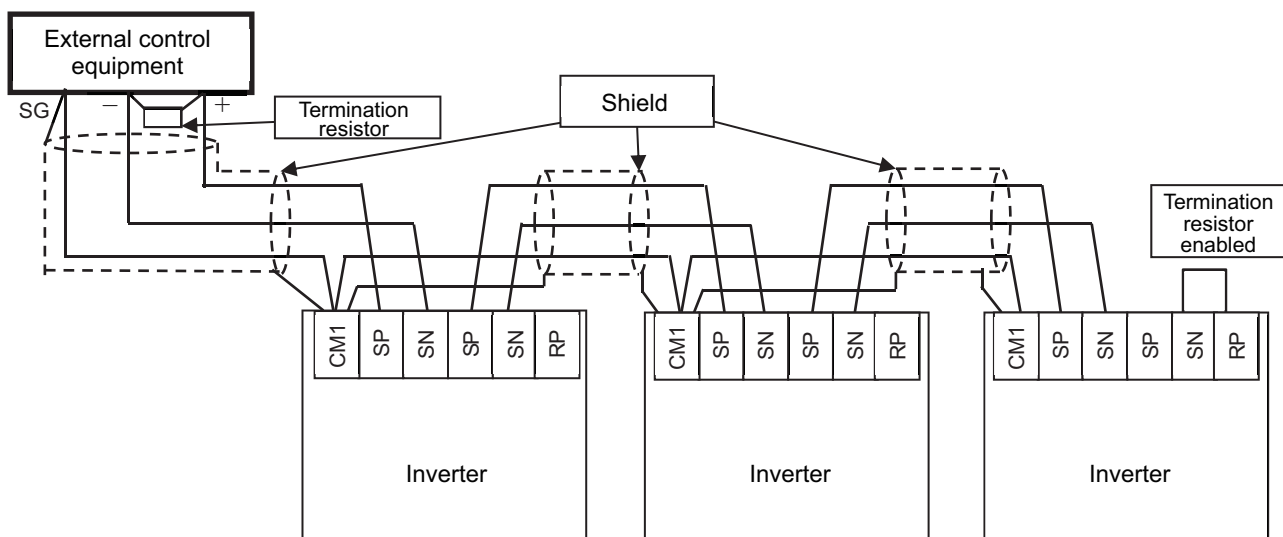 External control
equipment
SG
−
+
Termination
resistor
Shield
Termination
resistor
enabled
CM1
SP
SN
SP
SN
RP
CM1
SP
SN
SP
SN
RP
CM1
SP
SN
SP
SN
RP
Inverter
Inverter
Inverter